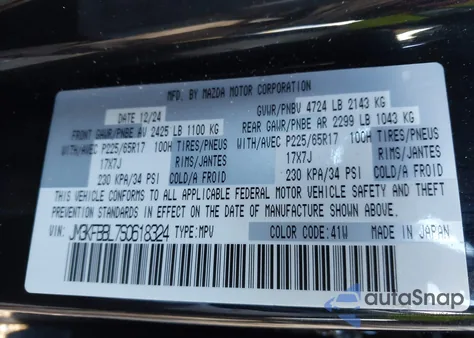 MFD. BY MAZDA MOTOR CORPORATION
DATE 12/24 GVWR/PNBV 4724 LB 2143 KG
FRONT GAWR/PNBE AV 2425 LB 1100 KG REAR GAWR/PNBE AR 2299 LB 1043 KG
WITH/AVEC P225/65R17 100H TIRES/PNEUS WITH/AVEC P225/65R17 100H TIRES/PNEUS
17X7J RIMS/JANTES 17X7J RIMS/JANTES
230 KPA/34 PSI COLD/A FROID 230 KPA/34 PSI COLD/A FROID
THIS VEHICLE CONFORMS TO ALL APPLICABLE FEDERAL MOTOR VEHICLE SAFETY AND THEFT
PREVENTION STANDARDS IN EFFECT ON THE DATE OF MANUFACTURE SHOWN ABOVE.
VIN: JM3KFBBL7S0618324 TYPE:MPV COLOR CODE:41W MADE IN JAPAN
autoSnap